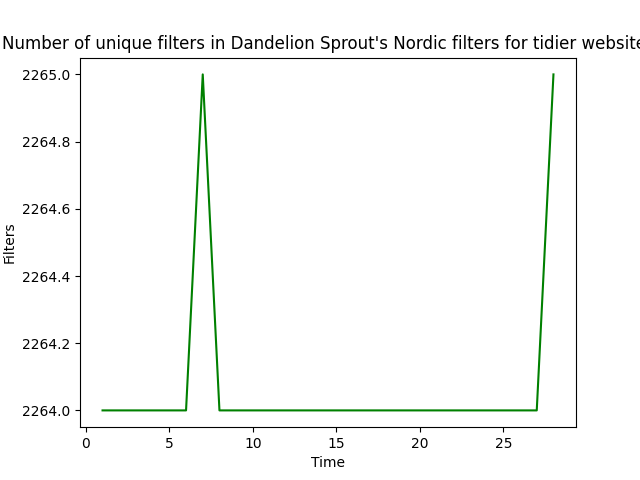 Number of unique filters in Dandelion Sprout's Nordic filters for tidier website
2265.0
2264.8
2264.6
2264.4
2264.2
2264.0
Filters
0 5 10 15 20 25
Time